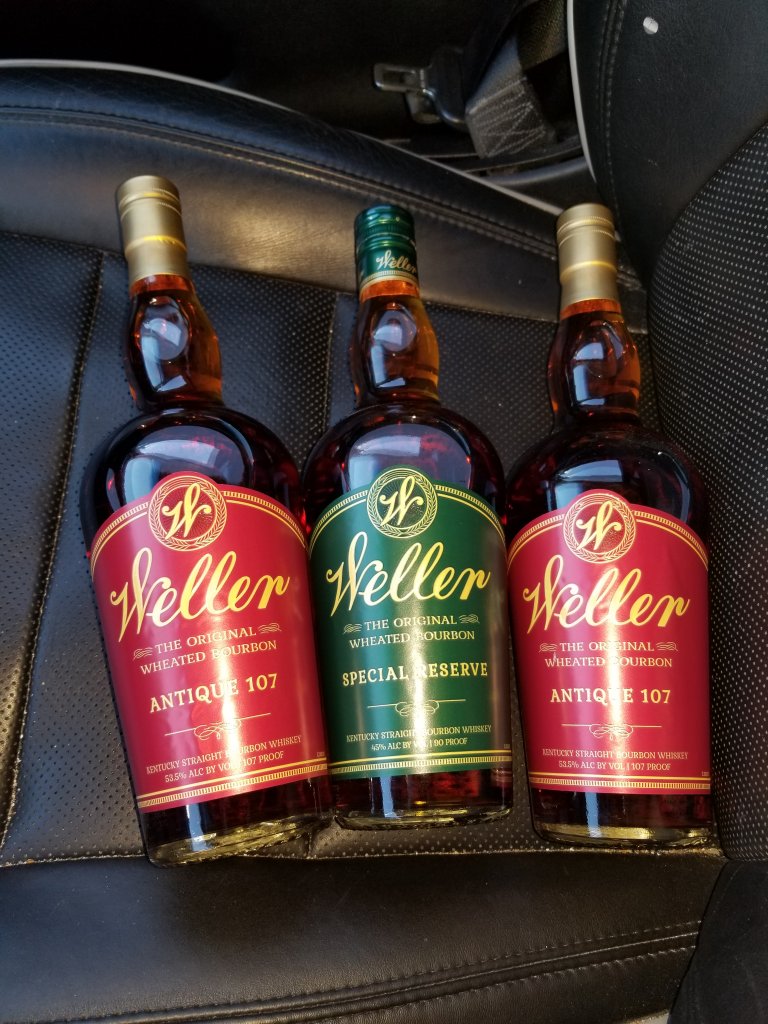 W
Weller
THE ORIGINAL
WHEATED BOURBON
ANTIQUE 107
KENTUCKY STRAIGHT BOURBON WHISKEY
53.5% ALC BY VOL | 107 PROOF
Weller
W
Weller
THE ORIGINAL
WHEATED BOURBON
SPECIAL RESERVE
KENTUCKY STRAIGHT BOURBON WHISKEY
45% ALC BY VOL | 90 PROOF
W
Weller
THE ORIGINAL
WHEATED BOURBON
ANTIQUE 107
KENTUCKY STRAIGHT BOURBON WHISKEY
53.5% ALC BY VOL | 107 PROOF